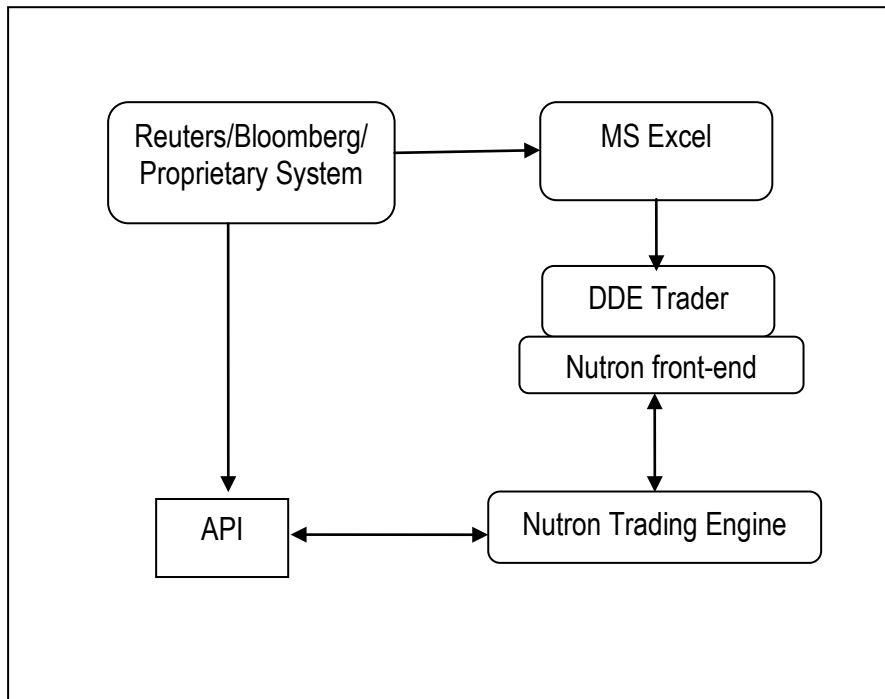 Reuters/Bloomberg/
Proprietary System
MS Excel
DDE Trader
Nutron front-end
API
Nutron Trading Engine